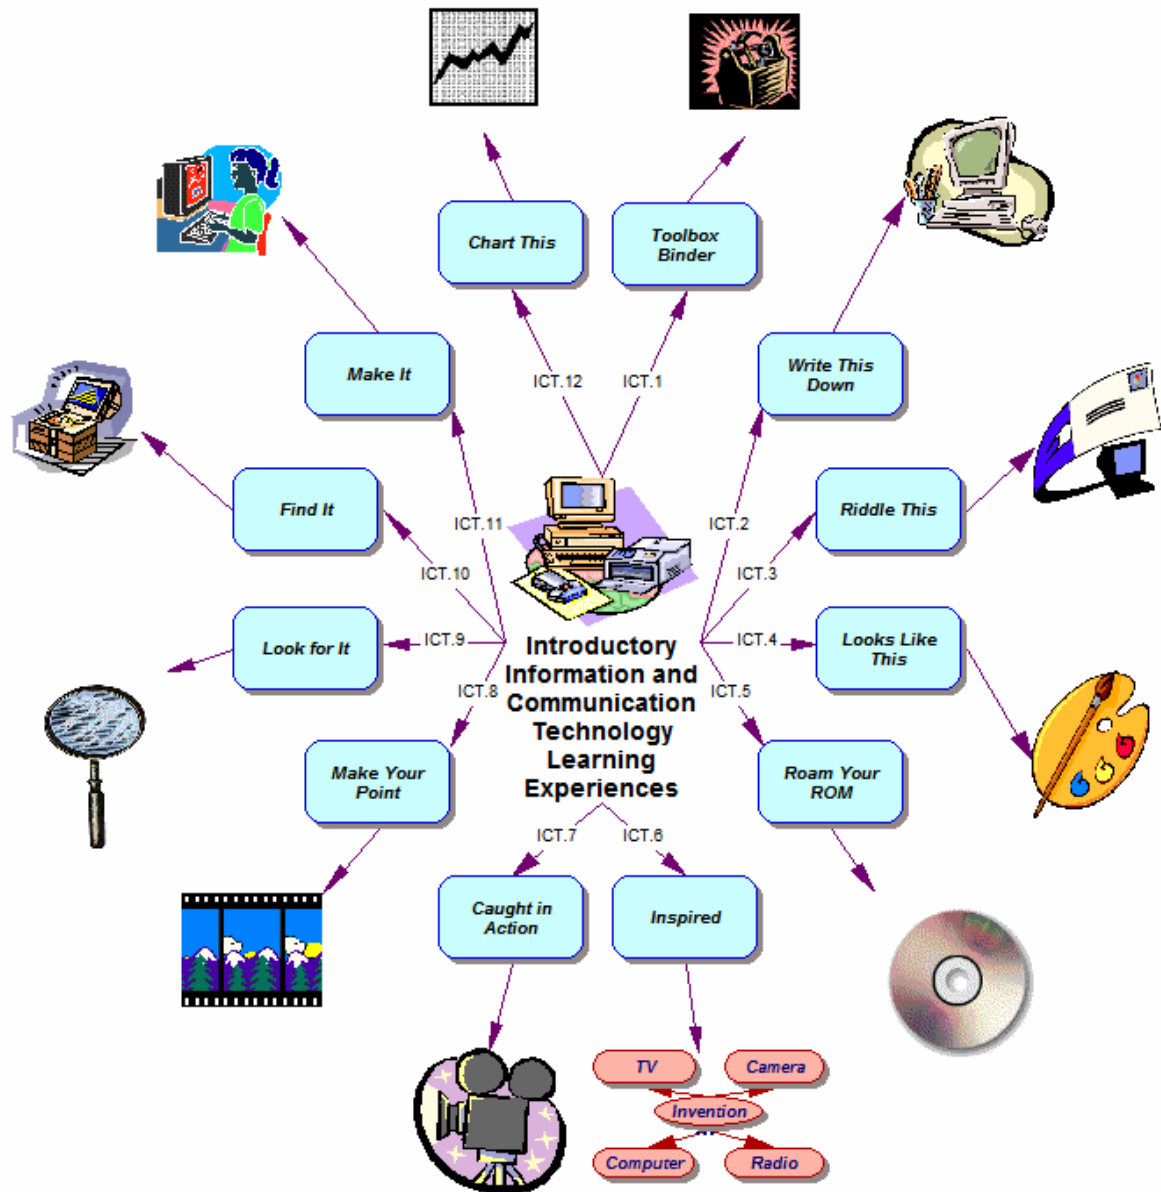 Chart This
Toolbox
Binder
Make It
Write This
Down
ICT.12
ICT.1
Find It
Riddle This
ICT.11
ICT.2
ICT.10
ICT.3
Look for It
ICT.9
ICT.4
Looks Like
This
Introductory
Information and
Communication
Technology
Learning
Experiences
ICT.8
ICT.5
Make Your
Point
Roam Your
ROM
ICT.7
ICT.6
Caught in
Action
Inspired
TV
Camera
Invention
Computer
Radio